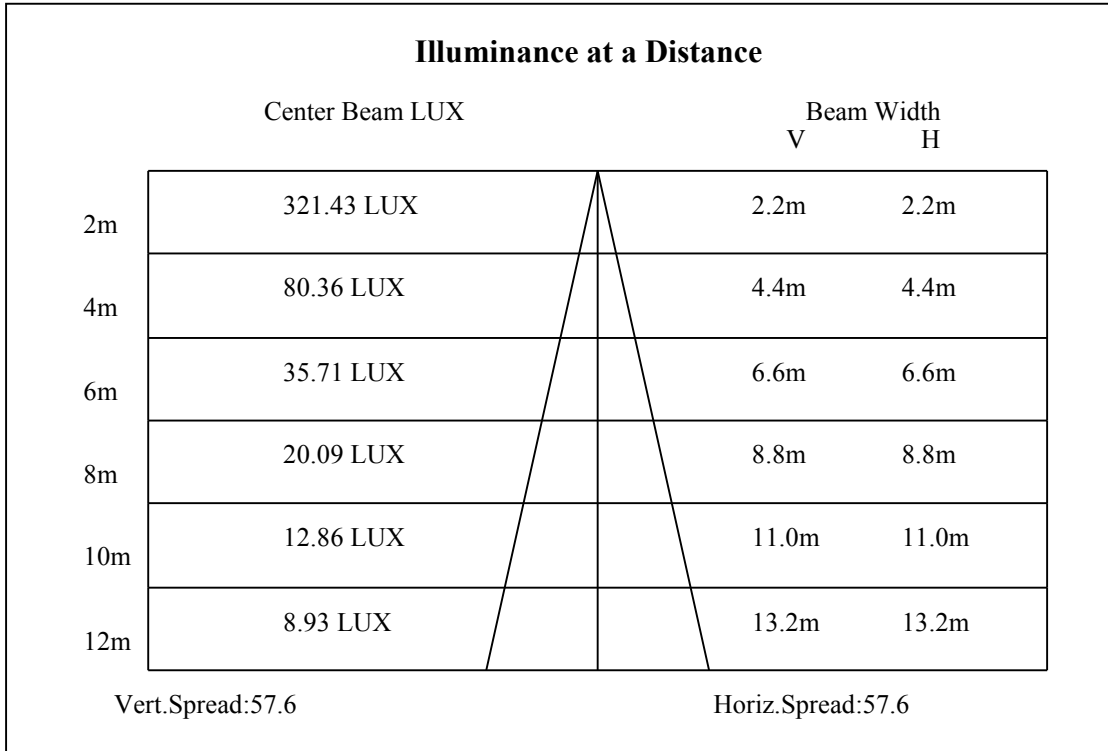 Illuminance at a Distance
Center Beam LUX Beam Width
V H
2m 321.43 LUX 2.2m 2.2m
4m 80.36 LUX 4.4m 4.4m
6m 35.71 LUX 6.6m 6.6m
8m 20.09 LUX 8.8m 8.8m
10m 12.86 LUX 11.0m 11.0m
12m 8.93 LUX 13.2m 13.2m
Vert.Spread:57.6 Horiz.Spread:57.6